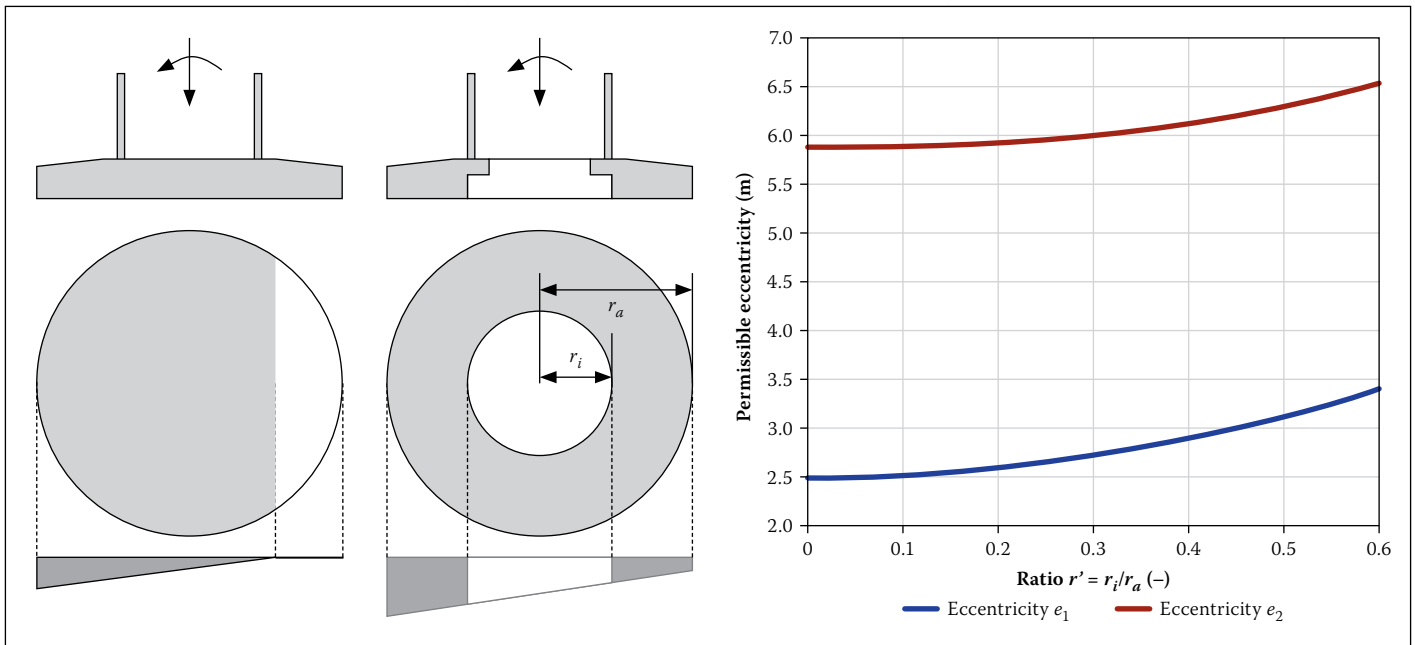 r_a
r_i
Permissible eccentricity (m)
7.0
6.5
6.0
5.5
5.0
4.5
4.0
3.5
3.0
2.5
2.0
0 0.1 0.2 0.3 0.4 0.5 0.6
Ratio r’ = r_i/r_a (–)
Eccentricity e_1 Eccentricity e_2